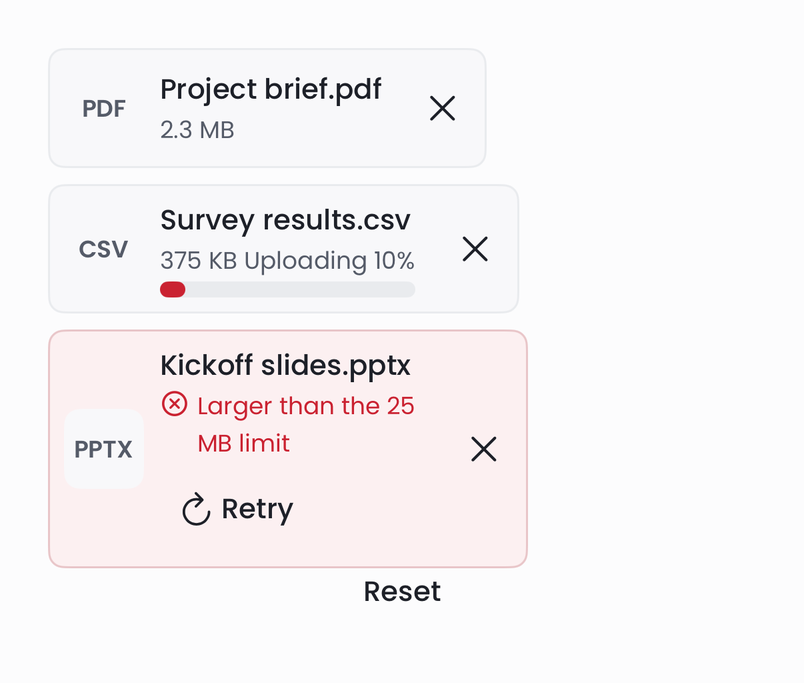 PDF
Project brief.pdf
2.3 MB
CSV
Survey results.csv
375 KB Uploading 10%
PPTX
Kickoff slides.pptx
Larger than the 25
MB limit
Retry
Reset